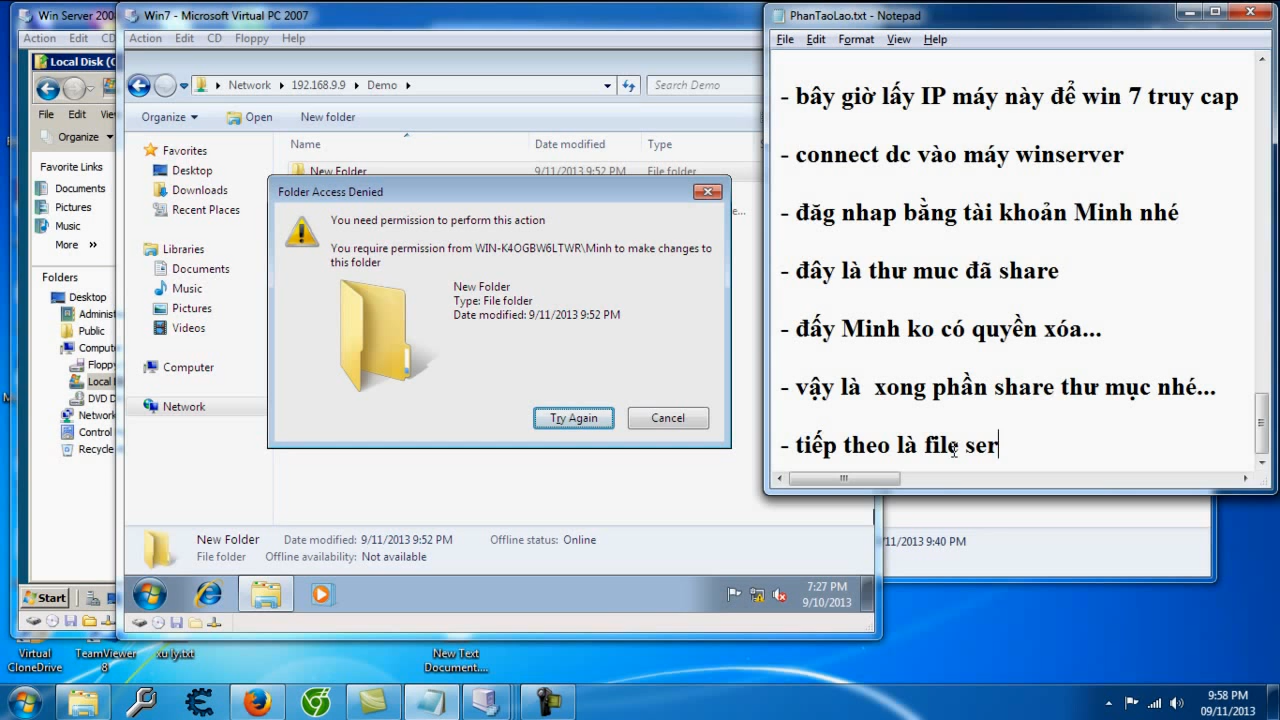 Win Server 200
Action Edit CD
Local Disk (C
File Edit
Organize
Favorite Links
Documents
Pictures
Music
More »
Folders
Desktop
Administ
Public
Compute
Floppy
Local I
DVD D
Network
Control
Recycle
Start
Win7 - Microsoft Virtual PC 2007
Action Edit CD Floppy Help
Network 192.168.9.9 Demo
Search Demo
Organize Open New folder
Favorites
Desktop
Downloads
Recent Places
Libraries
Documents
Music
Pictures
Videos
Computer
Network
Name Date modified Type
New Folder 9/11/2013 9:52 PM File folder
Folder Access Denied
You need permission to perform this action
You require permission from WIN-K4OGBW6LTWR\Minh to make changes to
this folder
New Folder
Type: File folder
Date modified: 9/11/2013 9:52 PM
Try Again Cancel
New Folder Date modified: 9/11/2013 9:52 PM Offline status: Online
File folder Offline availability: Not available
7:27 PM
9/10/2013
PhanTaoLao.txt - Notepad
File Edit Format View Help
- bây giờ lấy IP máy này để win 7 truy cap
- connect dc vào máy winserver
- đăg nhap bằng tài khoản Minh nhé
- đây là thư muc đã share
- đấy Minh ko có quyền xóa...
- vậy là xong phần share thư mục nhé...
- tiếp theo là file ser
/11/2013 9:40 PM
Virtual
CloneDrive
TeamViewer
8
xu ly.txt
New Text
Document....
9:58 PM
09/11/2013